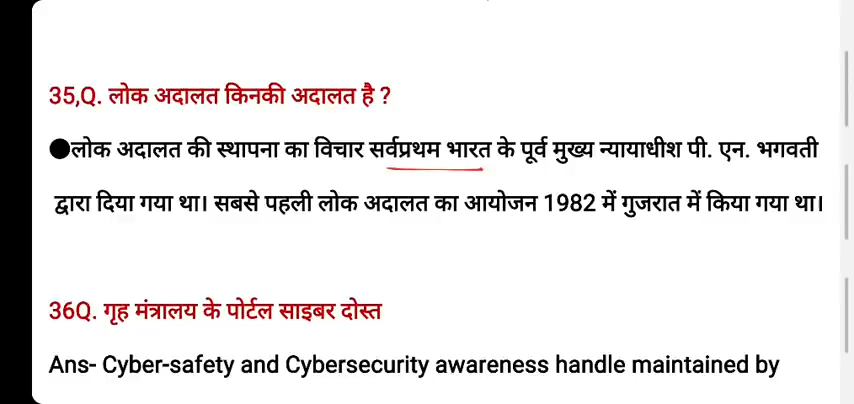 35,Q. लोक अदालत किनकी अदालत है ?
●लोक अदालत की स्थापना का विचार सर्वप्रथम भारत के पूर्व मुख्य न्यायाधीश पी. एन. भगवती
द्वारा दिया गया था। सबसे पहली लोक अदालत का आयोजन 1982 में गुजरात में किया गया था।
36Q. गृह मंत्रालय के पोर्टल साइबर दोस्त
Ans- Cyber-safety and Cybersecurity awareness handle maintained by